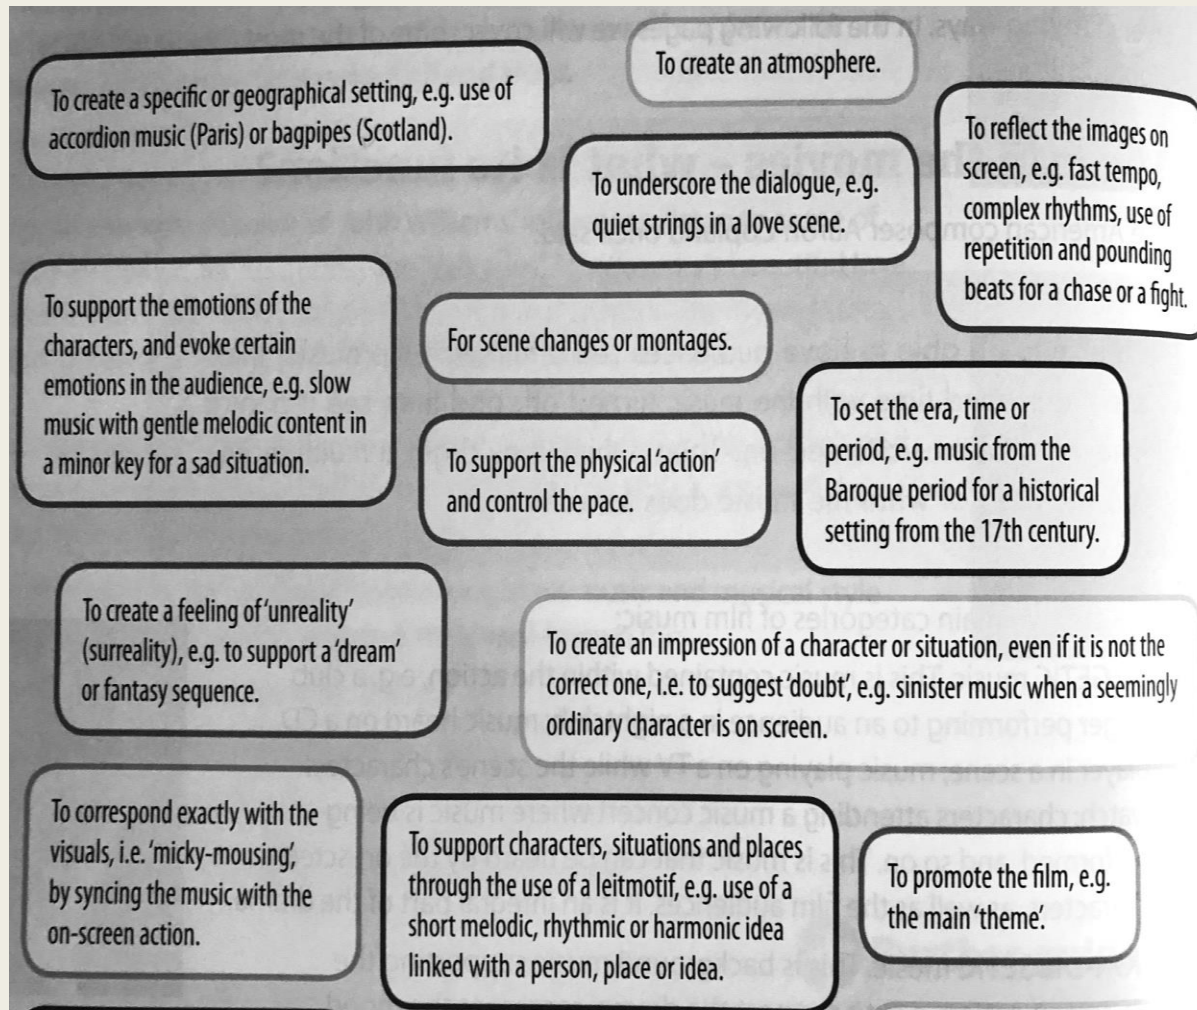 To create a specific or geographical setting, e.g. use of
accordion music (Paris) or bagpipes (Scotland).
To create an atmosphere.
To underscore the dialogue, e.g.
quiet strings in a love scene.
To reflect the images on
screen, e.g. fast tempo,
complex rhythms, use of
repetition and pounding
beats for a chase or a fight.
To support the emotions of the
characters, and evoke certain
emotions in the audience, e.g. slow
music with gentle melodic content in
a minor key for a sad situation.
For scene changes or montages.
To support the physical 'action'
and control the pace.
To set the era, time or
period, e.g. music from the
Baroque period for a historical
setting from the 17th century.
To create a feeling of 'unreality'
(surreality), e.g. to support a 'dream'
or fantasy sequence.
To create an impression of a character or situation, even if it is not the
correct one, i.e. to suggest 'doubt', e.g. sinister music when a seemingly
ordinary character is on screen.
To correspond exactly with the
visuals, i.e. 'micky-mousing',
by syncing the music with the
on-screen action.
To support characters, situations and places
through the use of a leitmotif, e.g. use of a
short melodic, rhythmic or harmonic idea
linked with a person, place or idea.
To promote the film, e.g.
the main 'theme'.